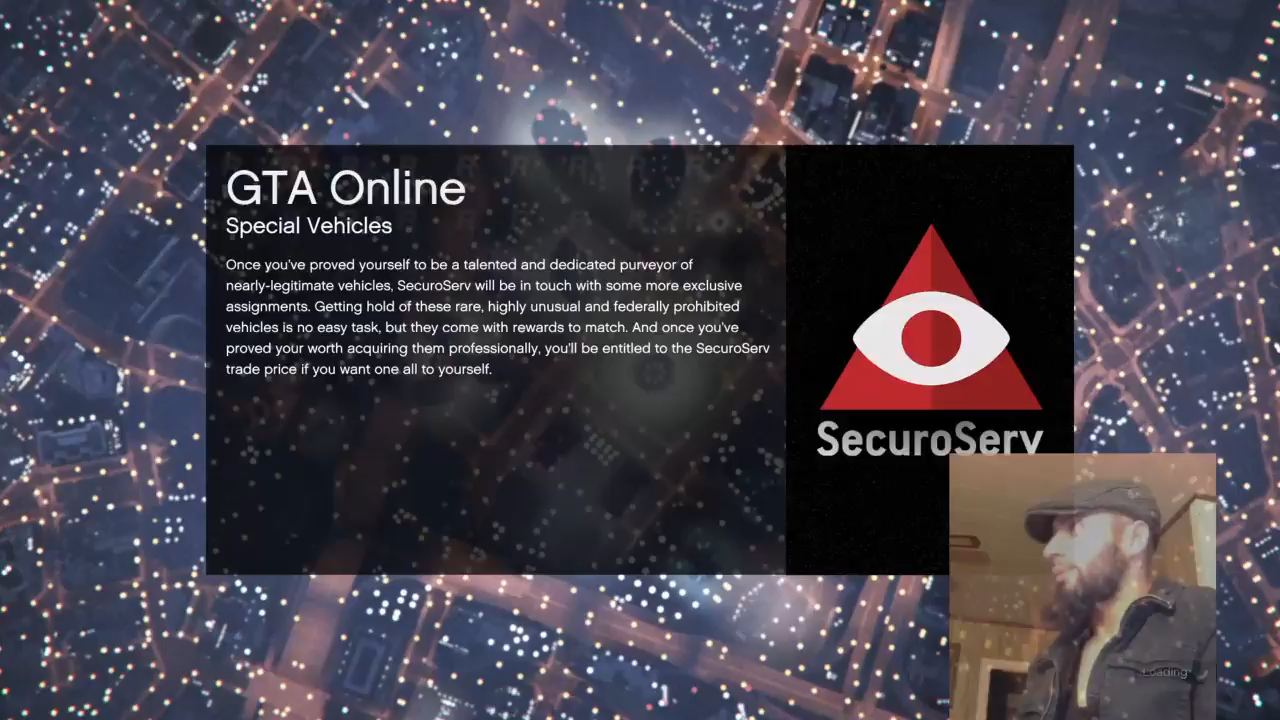 GTA Online
Special Vehicles
Once you've proved yourself to be a talented and dedicated purveyor of
nearly-legitimate vehicles, SecuroServ will be in touch with some more exclusive
assignments. Getting hold of these rare, highly unusual and federally prohibited
vehicles is no easy task, but they come with rewards to match. And once you've
proved your worth acquiring them professionally, you'll be entitled to the SecuroServ
trade price if you want one all to yourself.
SecuroServ
Loading